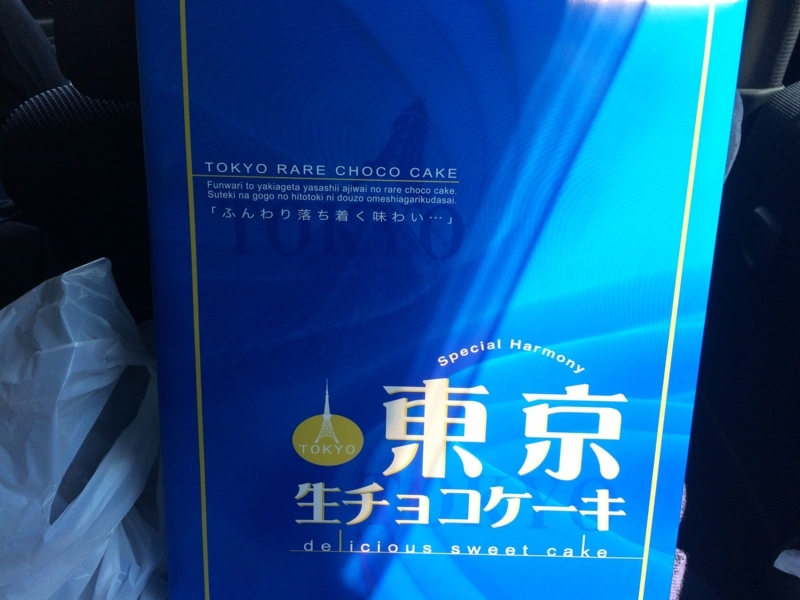 TOKYO RARE CHOCO CAKE
Funwari to yakiageta yasashii ajiwai no rare choco cake.
Suteki na gogo no hitotoki ni douzo omeshiagarikudasai.
「ふんわり落ち着く味わい…」
TOKYO
Special Harmony
東京
TOKYO
生チョコケーキ
delicious sweet cake